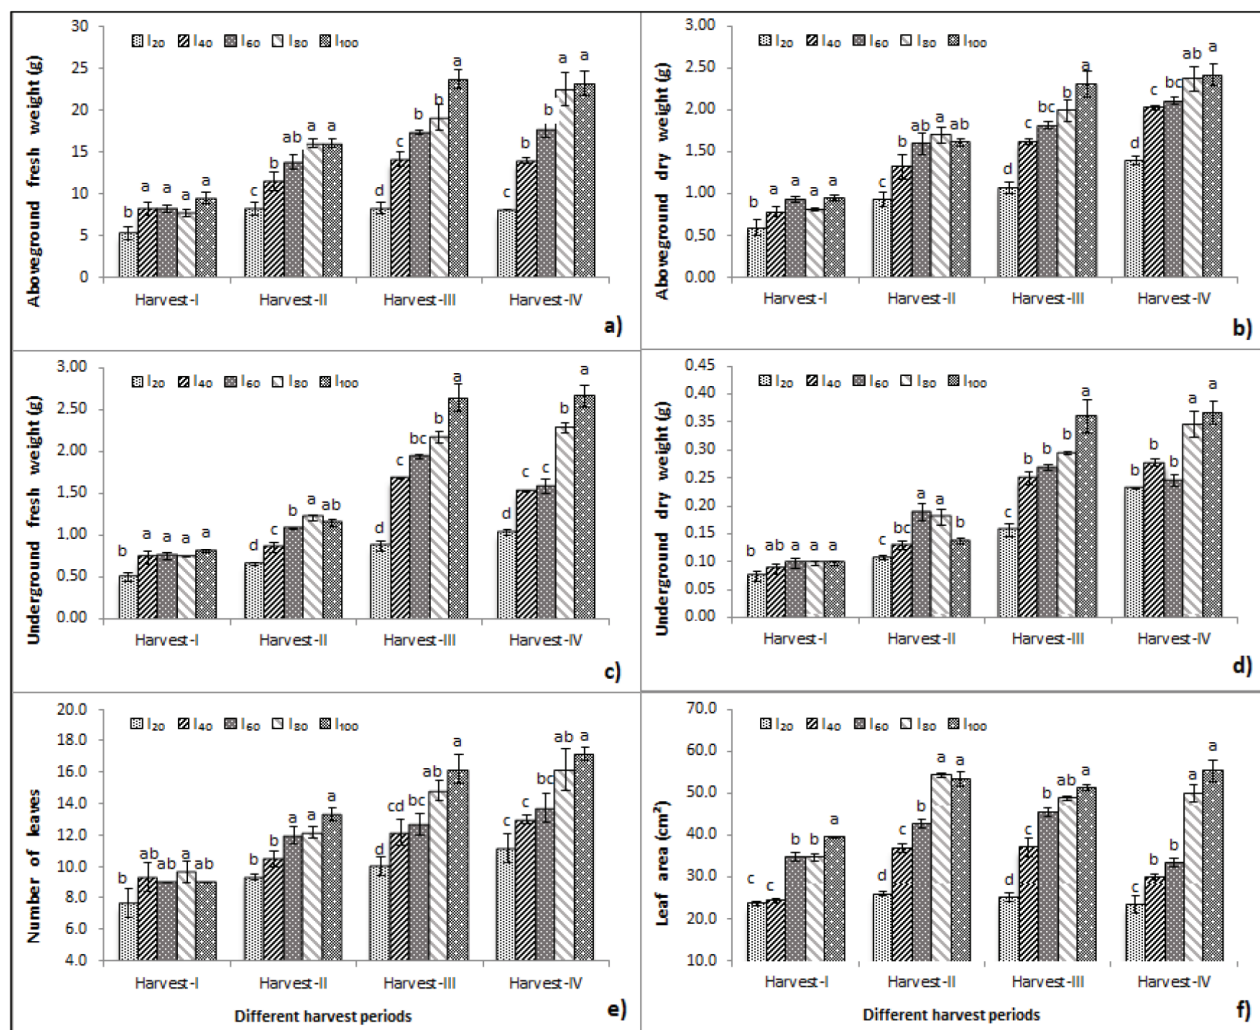 Aboveground fresh weight (g)
30
25
20
15
10
5
0
I20 I40 I60 I80 I100
b a a a a
c b ab a a
d c b b a
c b b a a
Harvest-I Harvest-II Harvest-III Harvest-IV
a)
Aboveground dry weight (g)
3.00
2.50
2.00
1.50
1.00
0.50
0.00
I20 I40 I60 I80 I100
b a a a a
c b ab a ab
d c bc b a
d c bc ab a
Harvest-I Harvest-II Harvest-III Harvest-IV
b)
Underground fresh weight (g)
3.00
2.50
2.00
1.50
1.00
0.50
0.00
I20 I40 I60 I80 I100
b a a a a
d c b a ab
d c bc b a
d c c b a
Harvest-I Harvest-II Harvest-III Harvest-IV
c)
Underground dry weight (g)
0.45
0.40
0.35
0.30
0.25
0.20
0.15
0.10
0.05
0.00
I20 I40 I60 I80 I100
b ab a a a
c bc a a b
c b b b a
b b b a a
Harvest-I Harvest-II Harvest-III Harvest-IV
d)
Number of leaves
20.0
18.0
16.0
14.0
12.0
10.0
8.0
6.0
4.0
I20 I40 I60 I80 I100
b ab ab a ab
b b a a a
d cd bc ab a
c c bc ab a
Harvest-I Harvest-II Harvest-III Harvest-IV
Different harvest periods
e)
Leaf area (cm²)
70.0
60.0
50.0
40.0
30.0
20.0
10.0
I20 I40 I60 I80 I100
c c b b a
d c b a a
d c b ab a
c b b a a
Harvest-I Harvest-II Harvest-III Harvest-IV
Different harvest periods
f)